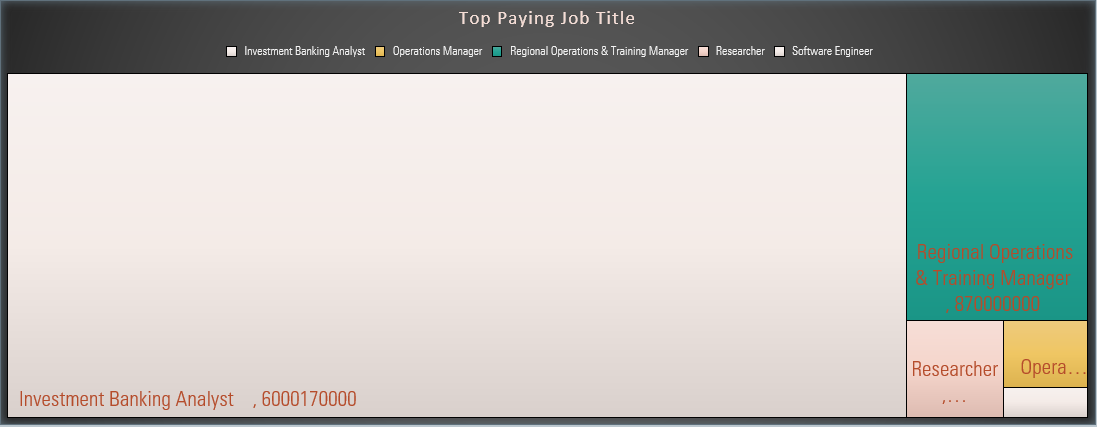 Top Paying Job Title
Investment Banking Analyst Operations Manager Regional Operations & Training Manager Researcher Software Engineer
Regional Operations
& Training Manager
, 870000000
Researcher
,...
Opera...
Investment Banking Analyst , 6000170000